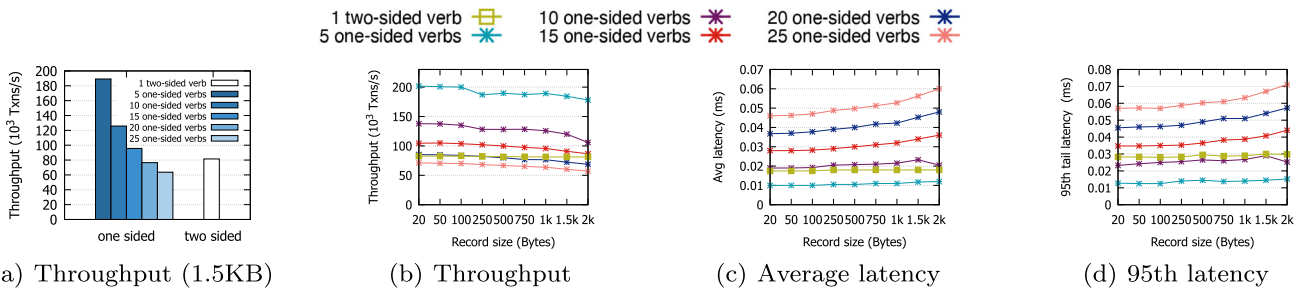 1 two-sided verb
5 one-sided verbs
10 one-sided verbs
15 one-sided verbs
20 one-sided verbs
25 one-sided verbs
Throughput (10³ Txns/s)
200
180
160
140
120
100
80
60
40
20
0
1 two-sided verb
5 one-sided verbs
10 one-sided verbs
15 one-sided verbs
20 one-sided verbs
25 one-sided verbs
one sided two sided
a) Throughput (1.5KB)
Throughput (10³ Txns/s)
200
150
100
50
0
20 50 100 250 500 750 1k 1.5k 2k
Record size (Bytes)
(b) Throughput
Avg latency (ms)
0.07
0.06
0.05
0.04
0.03
0.02
0.01
0
20 50 100 250 500 750 1k 1.5k 2k
Record size (Bytes)
(c) Average latency
95th tail latency (ms)
0.08
0.07
0.06
0.05
0.04
0.03
0.02
0.01
0
20 50 100 250 500 750 1k 1.5k 2k
Record size (Bytes)
(d) 95th latency